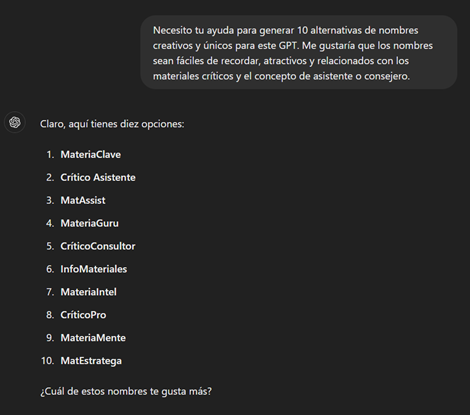 Necesito tu ayuda para generar 10 alternativas de nombres
creativos y únicos para este GPT. Me gustaría que los nombres
sean fáciles de recordar, atractivos y relacionados con los
materiales críticos y el concepto de asistente o consejero.
Claro, aquí tienes diez opciones:
1. MateriaClave
2. Crítico Asistente
3. MatAssist
4. MateriaGuru
5. CríticoConsultor
6. InfoMateriales
7. MateriaIntel
8. CríticoPro
9. MateriaMente
10. MatEstratega
¿Cuál de estos nombres te gusta más?